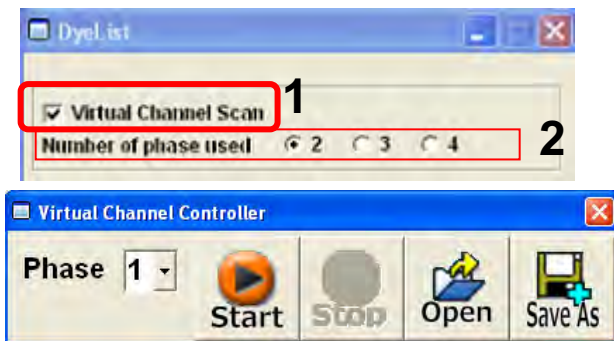 DyeList
Virtual Channel Scan
1
Number of phase used 2 3 4
2
Virtual Channel Controller
Phase 1
Start Stop Open Save As